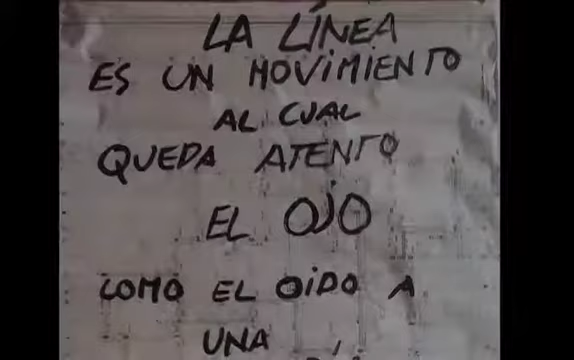 LA LÍNEA
ES UN MOVIMIENTO
AL CUAL
QUEDA ATENTO
EL OJO
COMO EL OIDO A
UNA